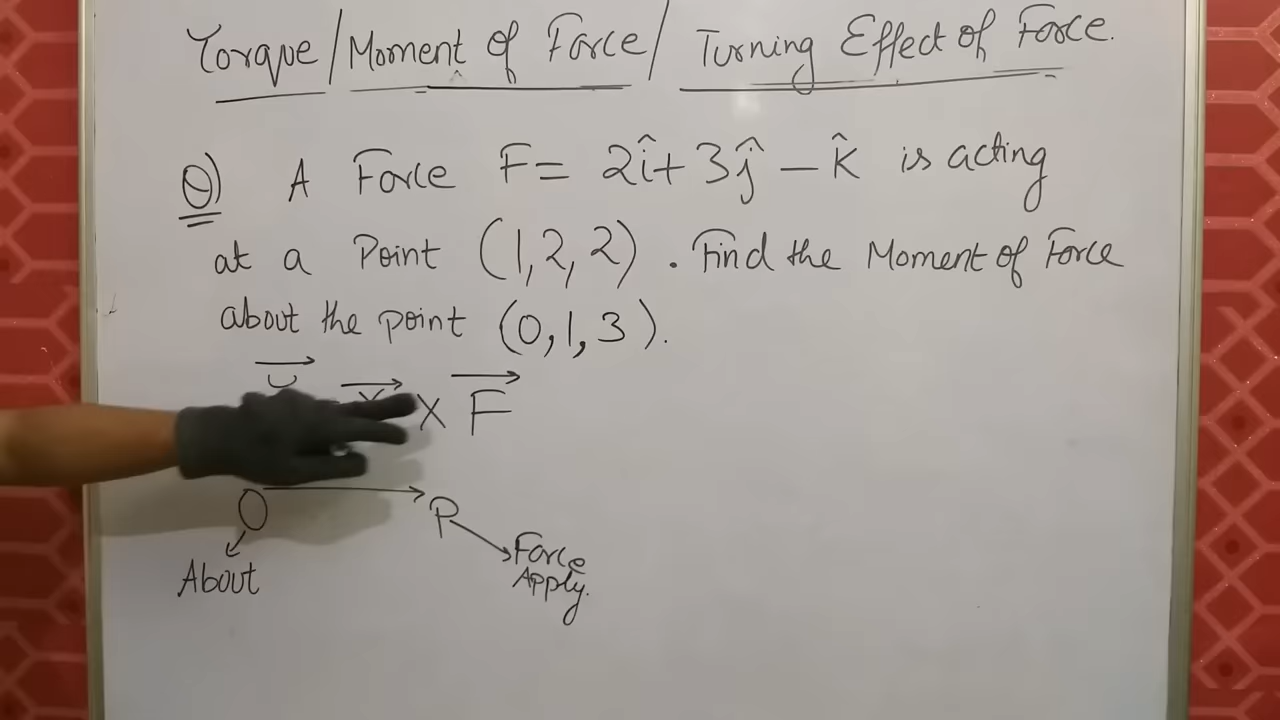 Torque/Moment of Force/ Turning Effect of Force.
Q) A Force F = 2î + 3ĵ − k̂ is acting
at a Point (1,2,2). Find the Moment of Force
about the point (0,1,3).
× F
O P
About
Force
Apply.